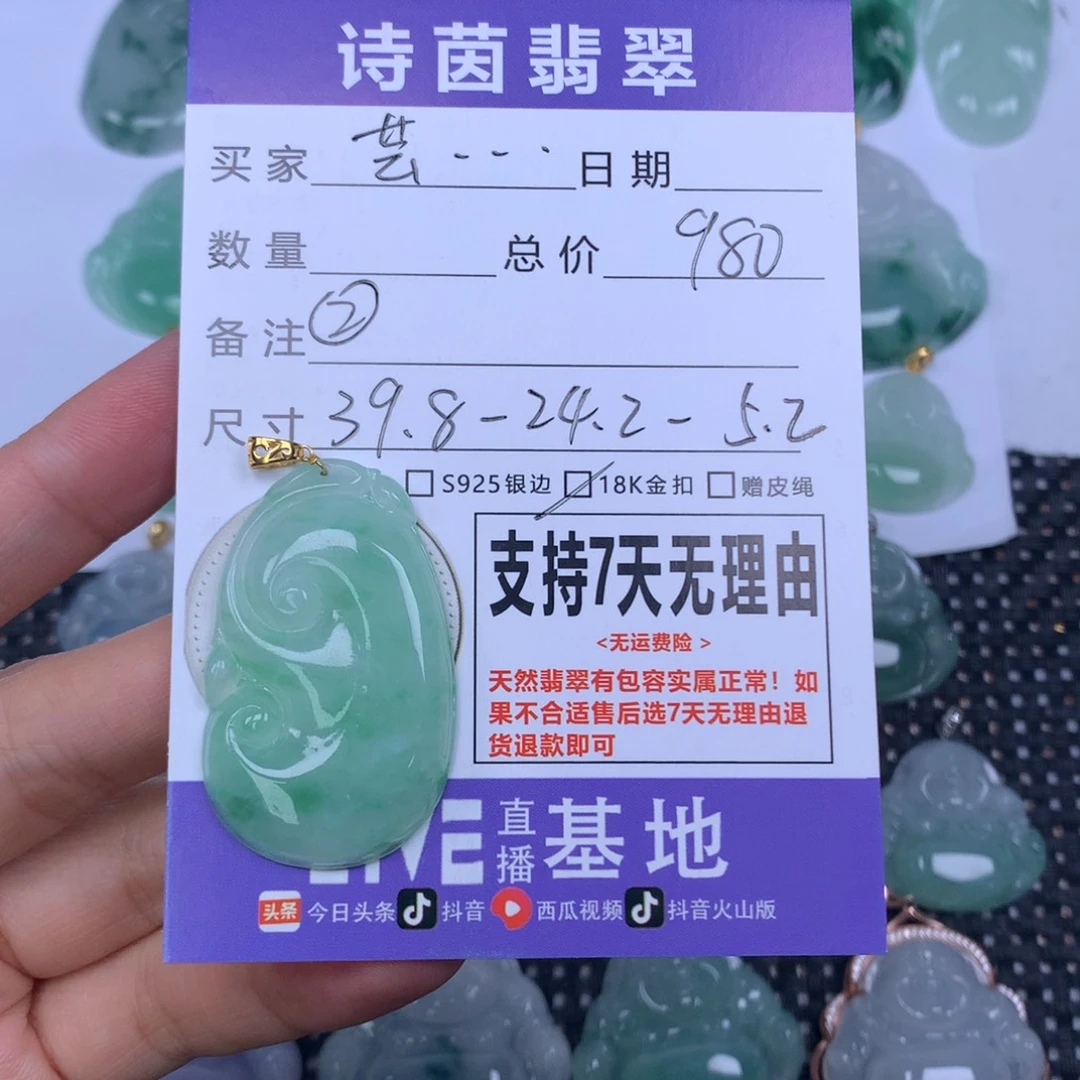 诗茵翡翠
买家 芸--· 日期
数量 总价 980
备注 ②
尺寸 39.8-24.2-5.2
S925银边 18K金扣 赠皮绳
支持7天无理由
<无运费险 >
天然翡翠有包容实属正常！如
果不合适售后选7天无理由退
货退款即可
LIVE 直播 基地
头条 今日头条 抖音 西瓜视频 抖音火山版